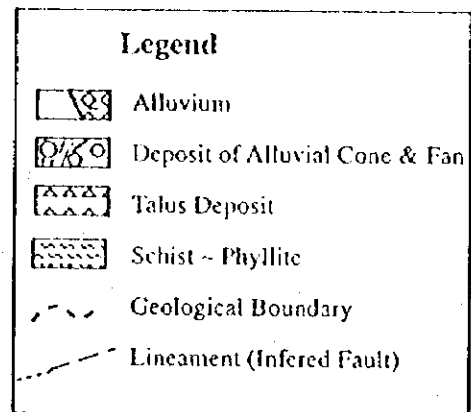 Legend
Alluvium
Deposit of Alluvial Cone & Fan
Talus Deposit
Schist ~ Phyllite
Geological Boundary
Lineament (Infered Fault)